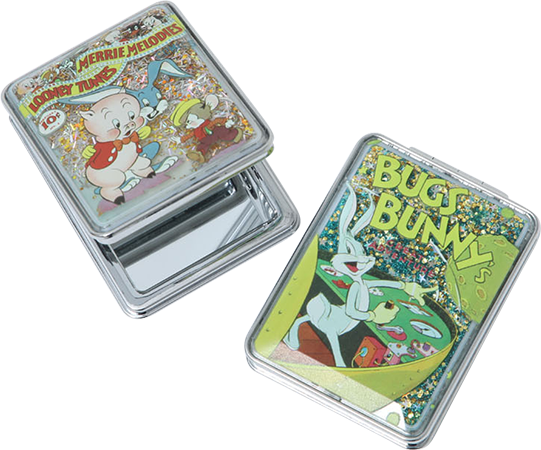 LOONEY TUNES
MERRIE MELODIES
10¢
BUGS
BUNNY'S